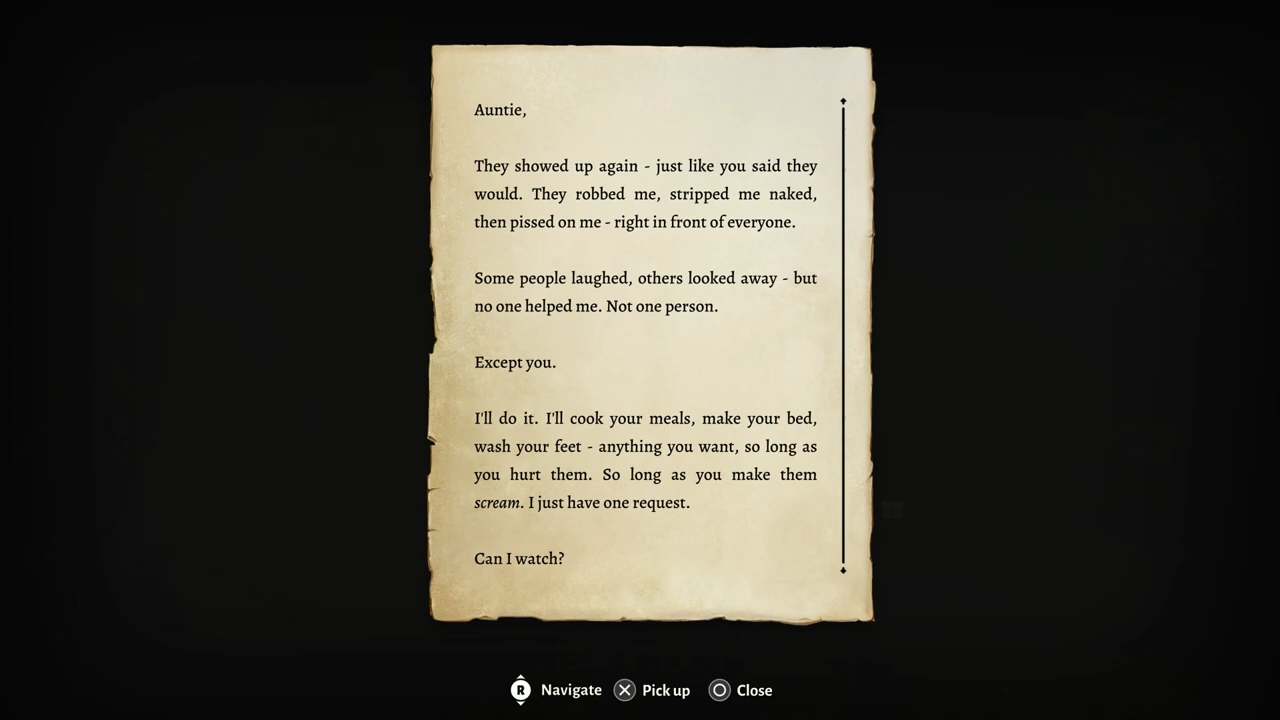 Auntie,
They showed up again - just like you said they
would. They robbed me, stripped me naked,
then pissed on me - right in front of everyone.
Some people laughed, others looked away - but
no one helped me. Not one person.
Except you.
I'll do it. I'll cook your meals, make your bed,
wash your feet - anything you want, so long as
you hurt them. So long as you make them
scream. I just have one request.
Can I watch?
R Navigate Pick up Close